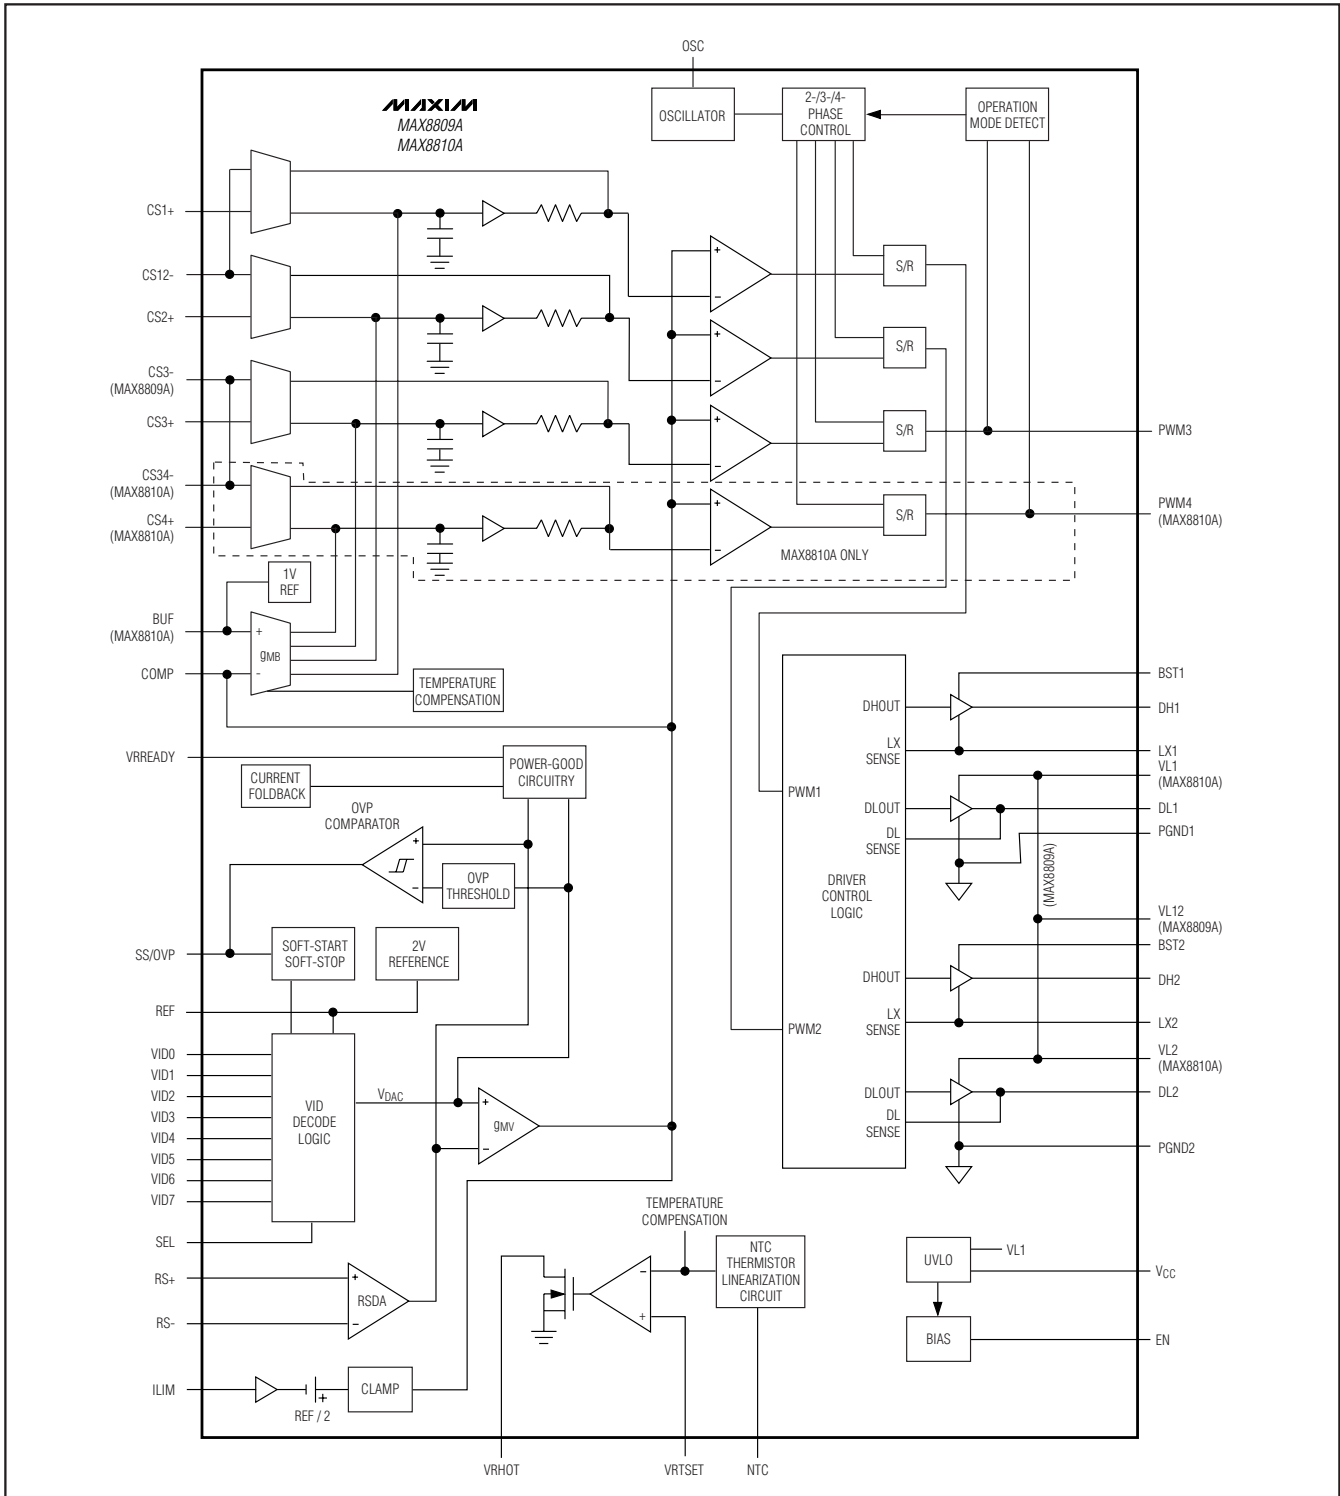 OSC
MAXIM
MAX8809A
MAX8810A
OSCILLATOR
2-/3-/4-
PHASE
CONTROL
OPERATION
MODE DETECT
CS1+
CS12-
CS2+
CS3-
(MAX8809A)
CS3+
CS34-
(MAX8810A)
CS4+
(MAX8810A)
+
-
S/R
+
-
S/R
+
-
S/R
PWM3
+
-
S/R
PWM4
(MAX8810A)
MAX8810A ONLY
1V
REF
BUF
(MAX8810A)
COMP
+
gMB
-
TEMPERATURE
COMPENSATION
VRREADY
POWER-GOOD
CIRCUITRY
CURRENT
FOLDBACK
OVP
COMPARATOR
+
-
OVP
THRESHOLD
SS/OVP
SOFT-START
SOFT-STOP
2V
REFERENCE
REF
VID0
VID1
VID2
VID3
VID4
VID5
VID6
VID7
VID
DECODE
LOGIC
VDAC
+
gMV
-
SEL
RS+
RS-
+
RSDA
-
ILIM
+
REF / 2
CLAMP
PWM1
PWM2
DRIVER
CONTROL
LOGIC
DHOUT
LX
SENSE
DLOUT
DL
SENSE
DHOUT
LX
SENSE
DLOUT
DL
SENSE
(MAX8809A)
BST1
DH1
LX1
VL1
(MAX8810A)
DL1
PGND1
VL12
(MAX8809A)
BST2
DH2
LX2
VL2
(MAX8810A)
DL2
PGND2
TEMPERATURE
COMPENSATION
-
+
NTC
THERMISTOR
LINEARIZATION
CIRCUIT
UVLO
VL1
VCC
BIAS
EN
VRHOT
VRTSET
NTC